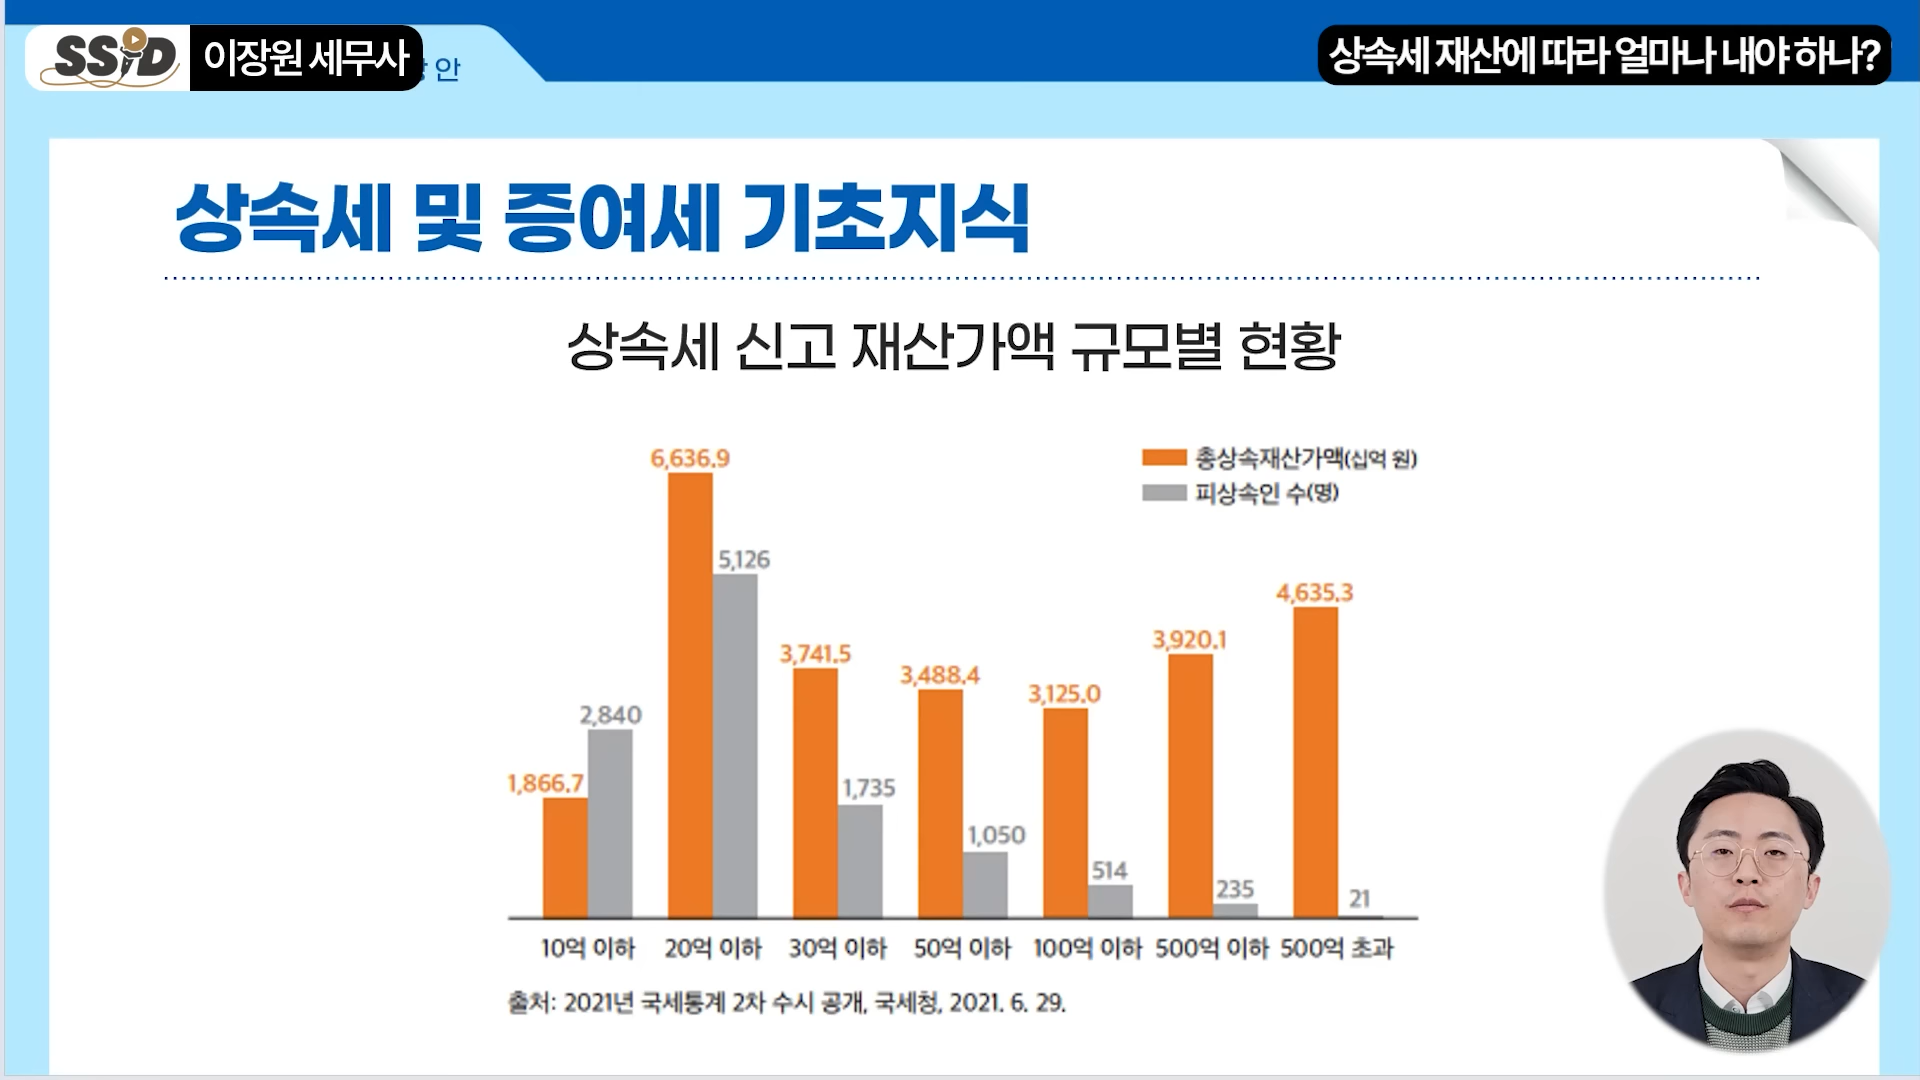 SSiD 이장원 세무사
안
상속세 재산에 따라 얼마나 내야 하나?
상속세 및 증여세 기초지식
상속세 신고 재산가액 규모별 현황
총상속재산가액(십억 원)
피상속인 수(명)
1,866.7
2,840
6,636.9
5,126
3,741.5
1,735
3,488.4
1,050
3,125.0
514
3,920.1
235
4,635.3
21
10억 이하 20억 이하 30억 이하 50억 이하 100억 이하 500억 이하 500억 초과
출처: 2021년 국세통계 2차 수시 공개, 국세청, 2021. 6. 29.